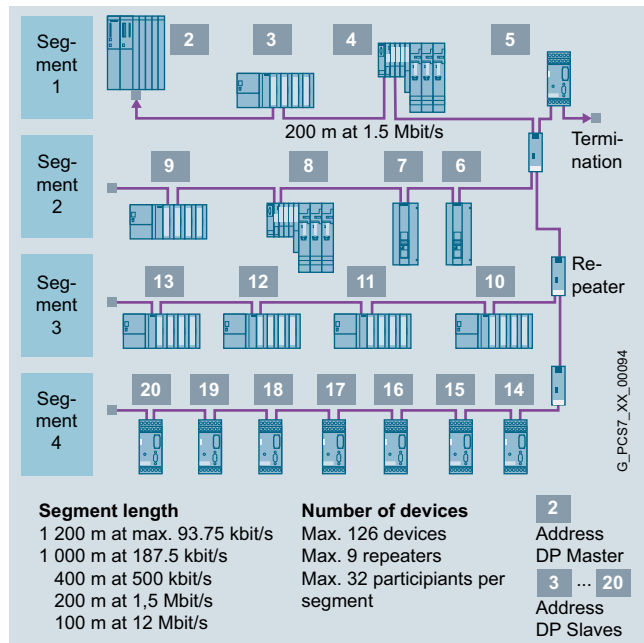 Seg-
ment
1
2
3
4
5
200 m at 1.5 Mbit/s
Termi-
nation
Seg-
ment
2
9
8
7
6
Re-
peater
Seg-
ment
3
13
12
11
10
Seg-
ment
4
20
19
18
17
16
15
14
G_PCS7_XX_00094
Segment length
1 200 m at max. 93.75 kbit/s
1 000 m at 187.5 kbit/s
400 m at 500 kbit/s
200 m at 1,5 Mbit/s
100 m at 12 Mbit/s
Number of devices
Max. 126 devices
Max. 9 repeaters
Max. 32 participiants per
segment
2
Address
DP Master
3 ... 20
Address
DP Slaves